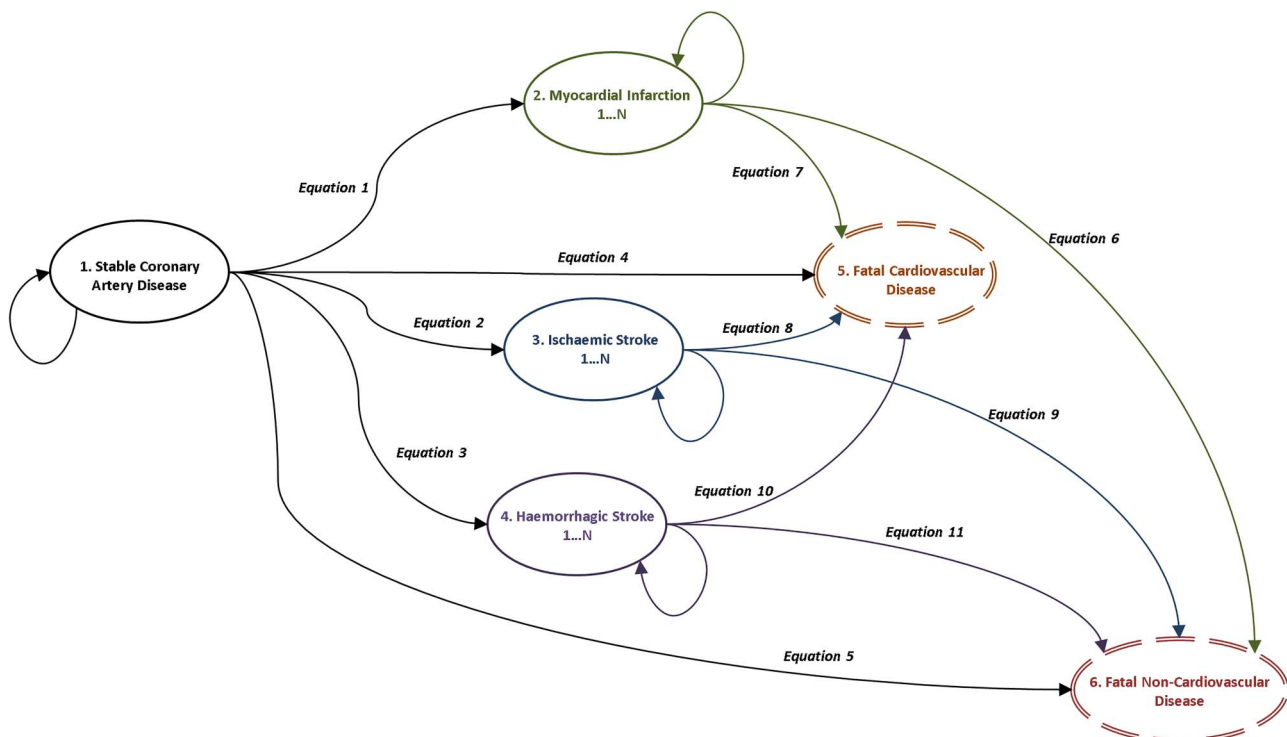 2. Myocardial Infarction
1...N
Equation 1
Equation 7
Equation 6
1. Stable Coronary
Artery Disease
Equation 4
5. Fatal Cardiovascular
Disease
Equation 2
3. Ischaemic Stroke
1...N
Equation 8
Equation 9
Equation 3
4. Haemorrhagic Stroke
1...N
Equation 10
Equation 11
Equation 5
6. Fatal Non-Cardiovascular
Disease